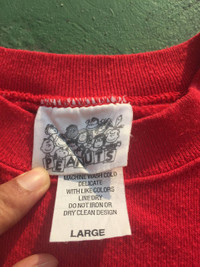 PEANUTS
MACHINE WASH COLD
DELICATE
WITH LIKE COLORS
LINE DRY
DO NOT IRON OR
DRY CLEAN DESIGN
LARGE